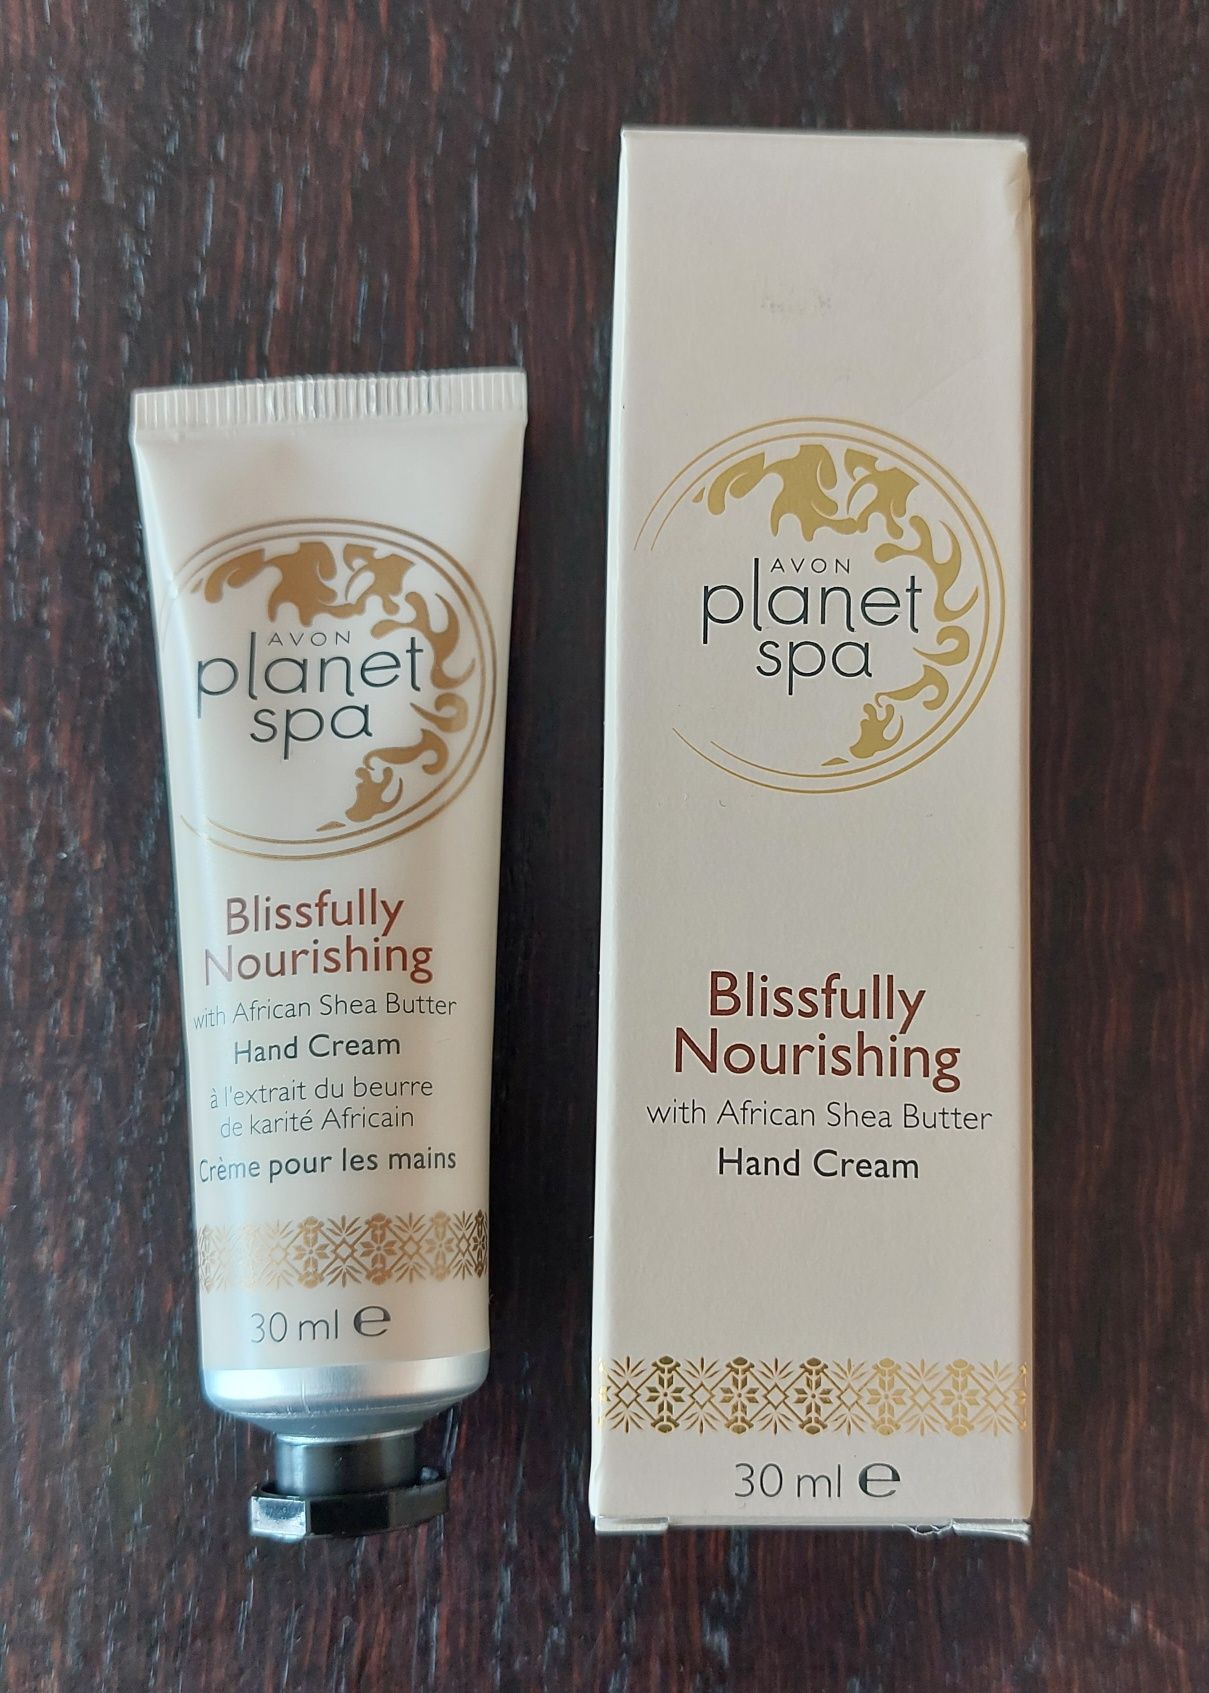 AVON
planet
spa
Blissfully
Nourishing
with African Shea Butter
Hand Cream
à l'extrait du beurre
de karité Africain
Crème pour les mains
30 ml ℮
AVON
planet
spa
Blissfully
Nourishing
with African Shea Butter
Hand Cream
30 ml ℮